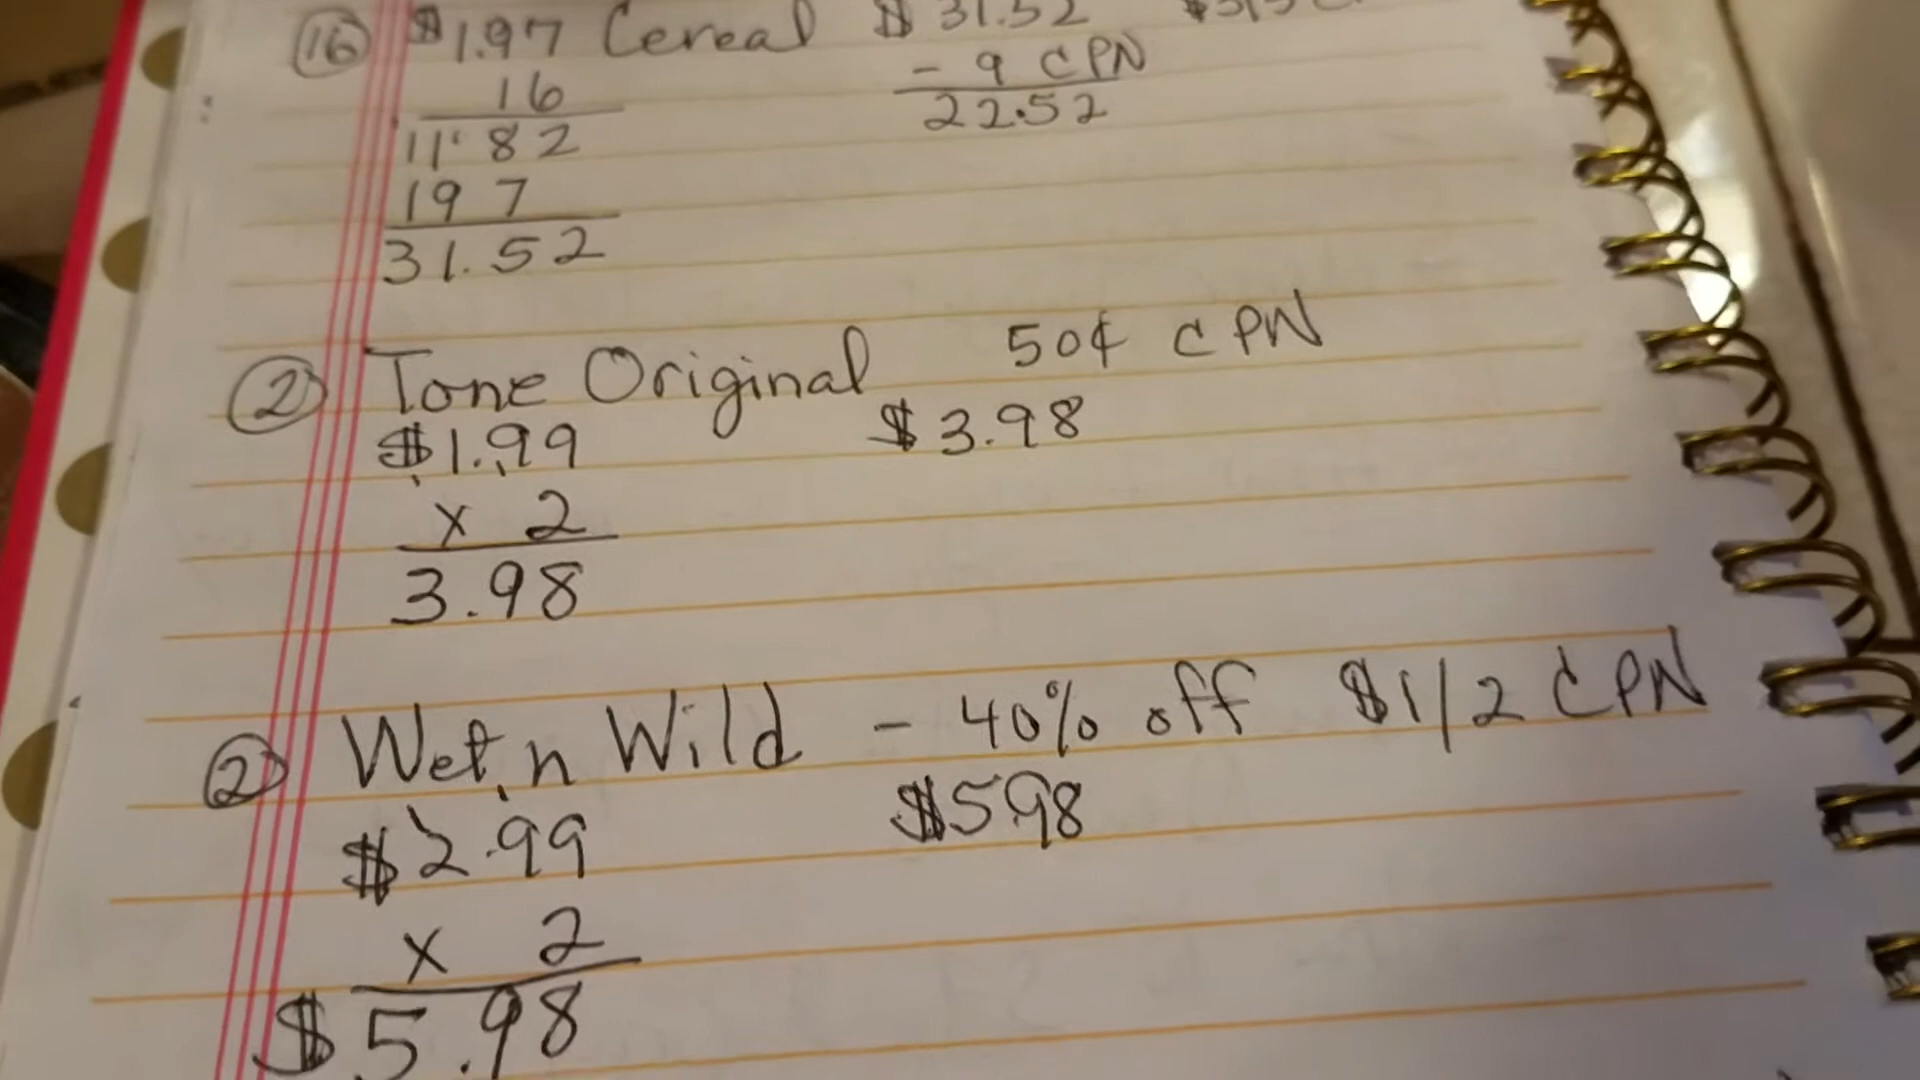 (16) $1.97 Cereal $31.52
16 - 9 CPN
11.82 22.52
19 7
31.52
(2) Tone Original 50¢ CPN
$1.99 $3.98
x 2
3.98
(2) Wet n Wild - 40% off $1/2 CPN
$2.99 $5.98
x 2
$5.98